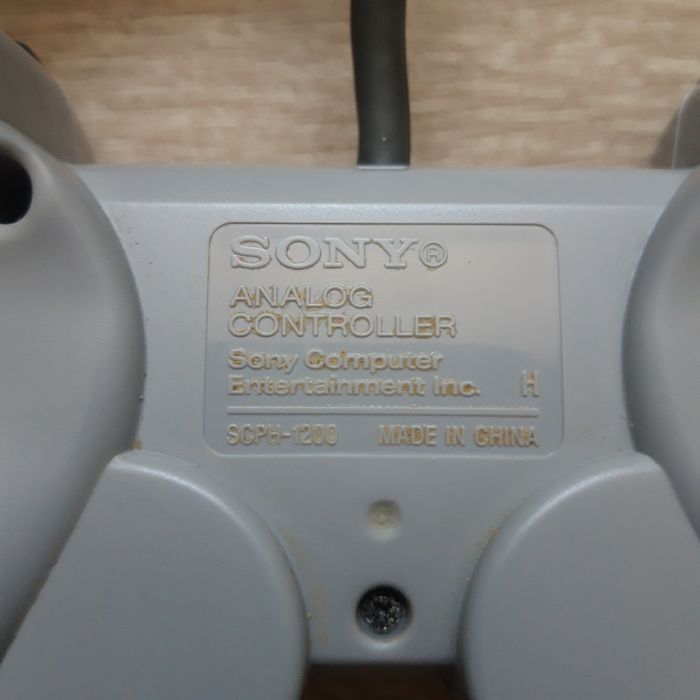 SONY®
ANALOG
CONTROLLER
Sony Computer
Entertainment Inc. H
SCPH-1200 MADE IN CHINA